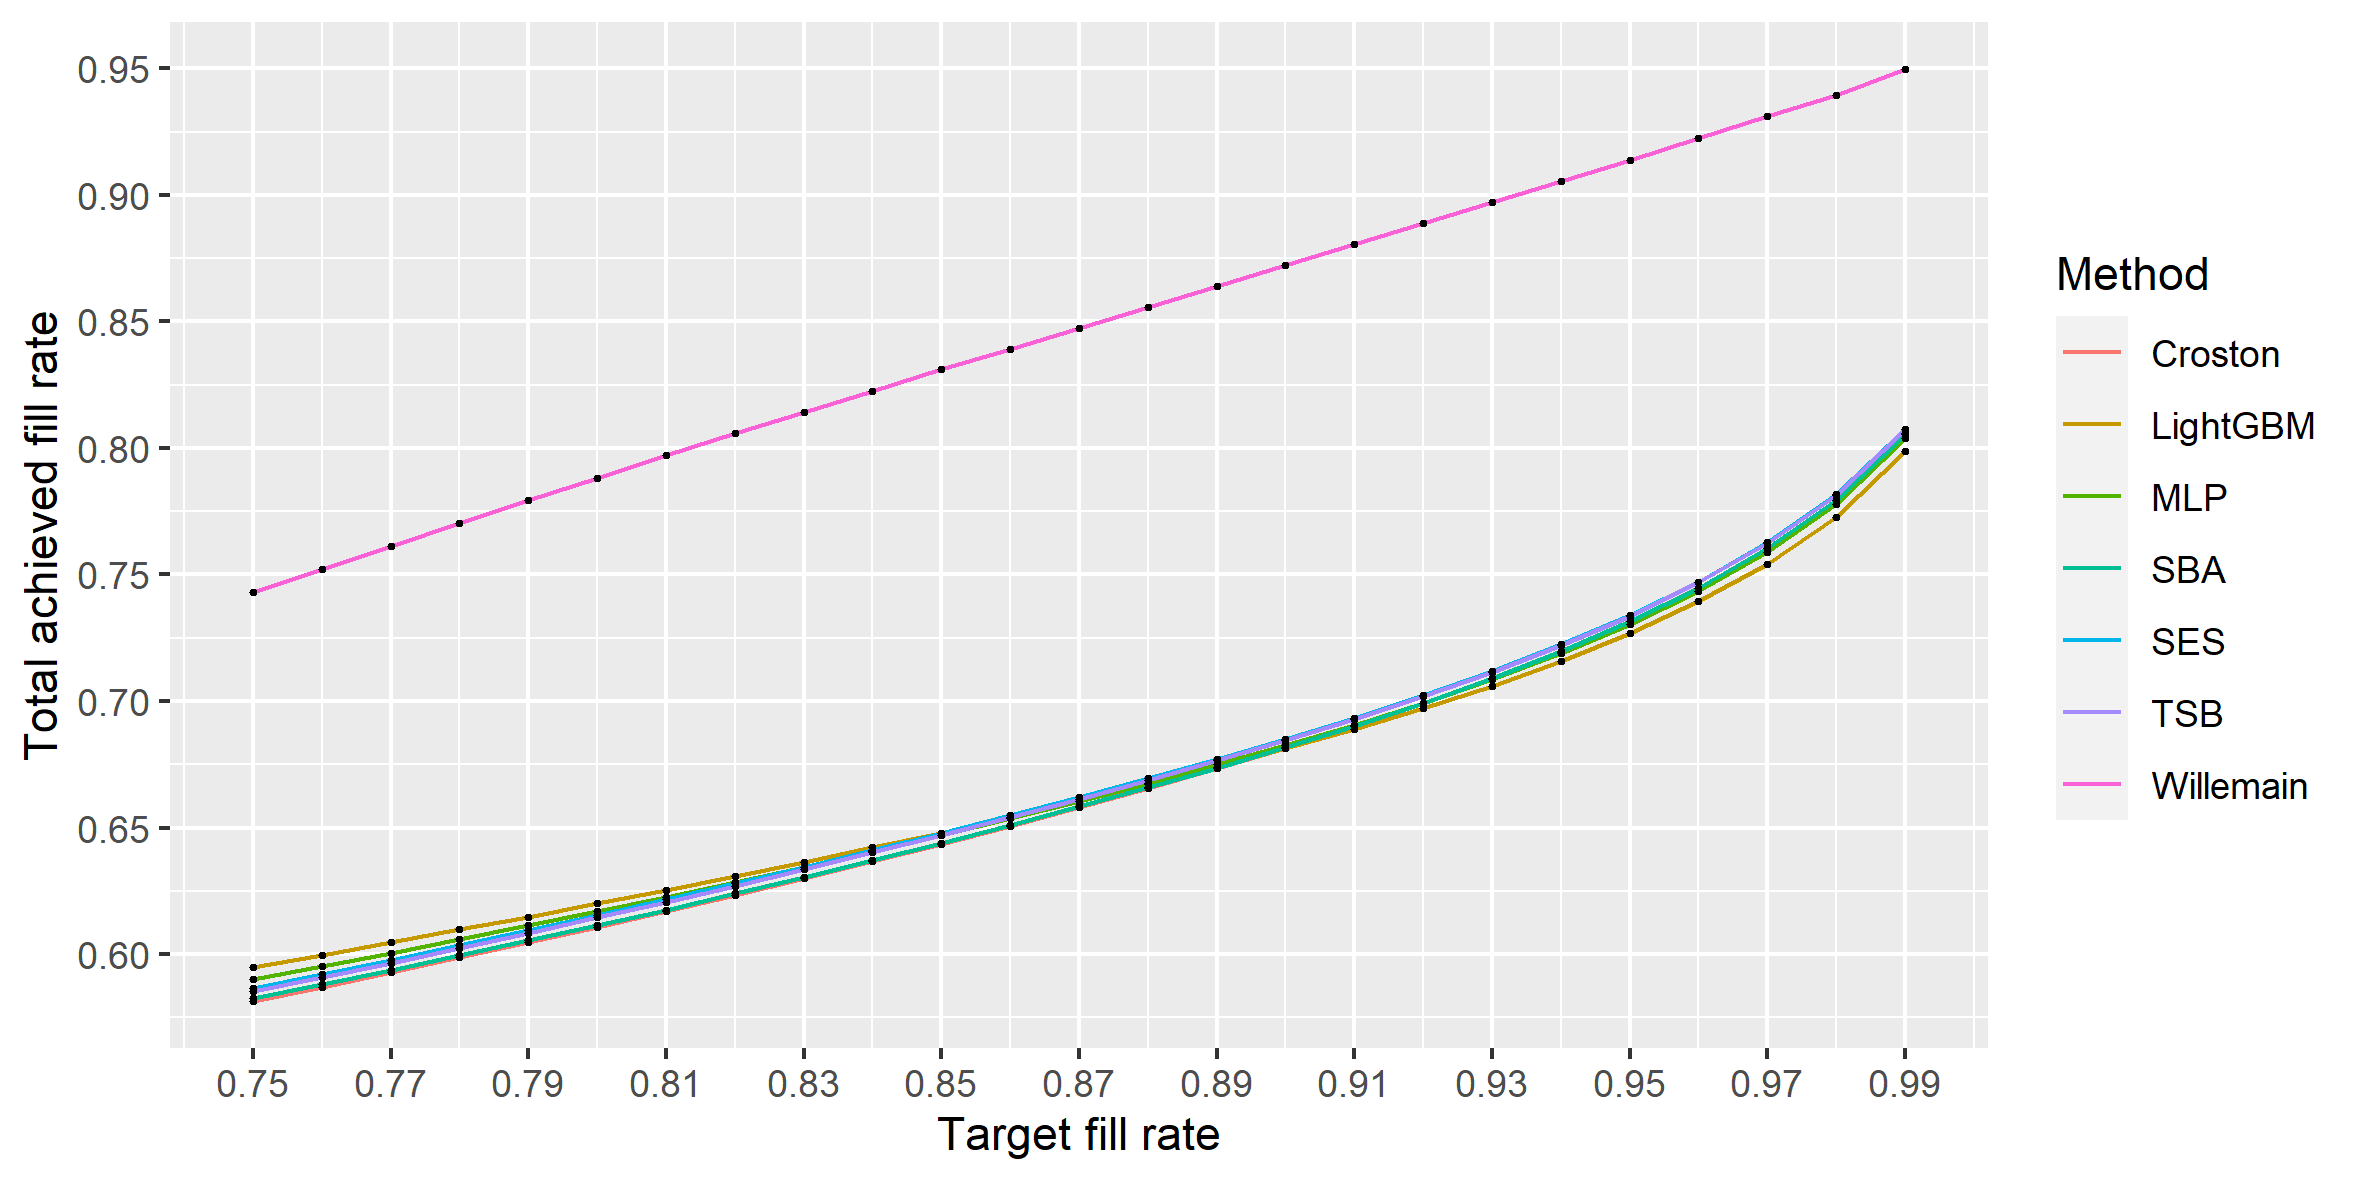 0.95
0.90
0.85
0.80
0.75
0.70
0.65
0.60
Total achieved fill rate
0.75 0.77 0.79 0.81 0.83 0.85 0.87 0.89 0.91 0.93 0.95 0.97 0.99
Target fill rate
Method
Croston
LightGBM
MLP
SBA
SES
TSB
Willemain